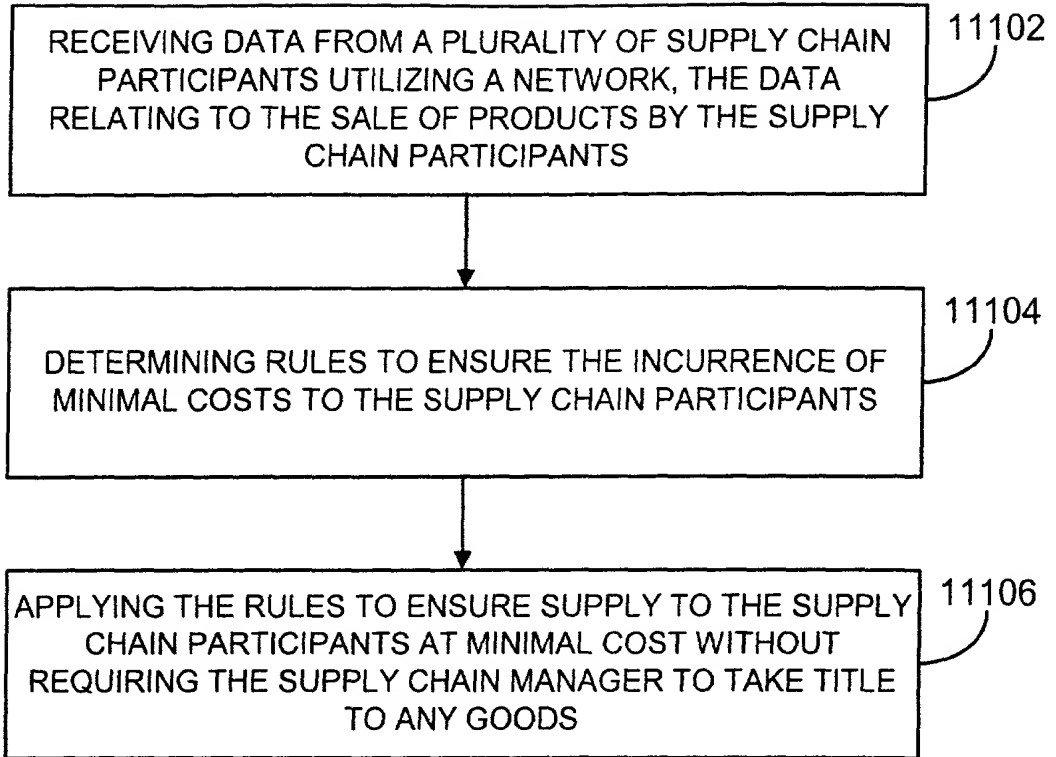 RECEIVING DATA FROM A PLURALITY OF SUPPLY CHAIN
PARTICIPANTS UTILIZING A NETWORK, THE DATA
RELATING TO THE SALE OF PRODUCTS BY THE SUPPLY
CHAIN PARTICIPANTS
11102
DETERMINING RULES TO ENSURE THE INCURRENCE OF
MINIMAL COSTS TO THE SUPPLY CHAIN PARTICIPANTS
11104
APPLYING THE RULES TO ENSURE SUPPLY TO THE SUPPLY
CHAIN PARTICIPANTS AT MINIMAL COST WITHOUT
REQUIRING THE SUPPLY CHAIN MANAGER TO TAKE TITLE
TO ANY GOODS
11106